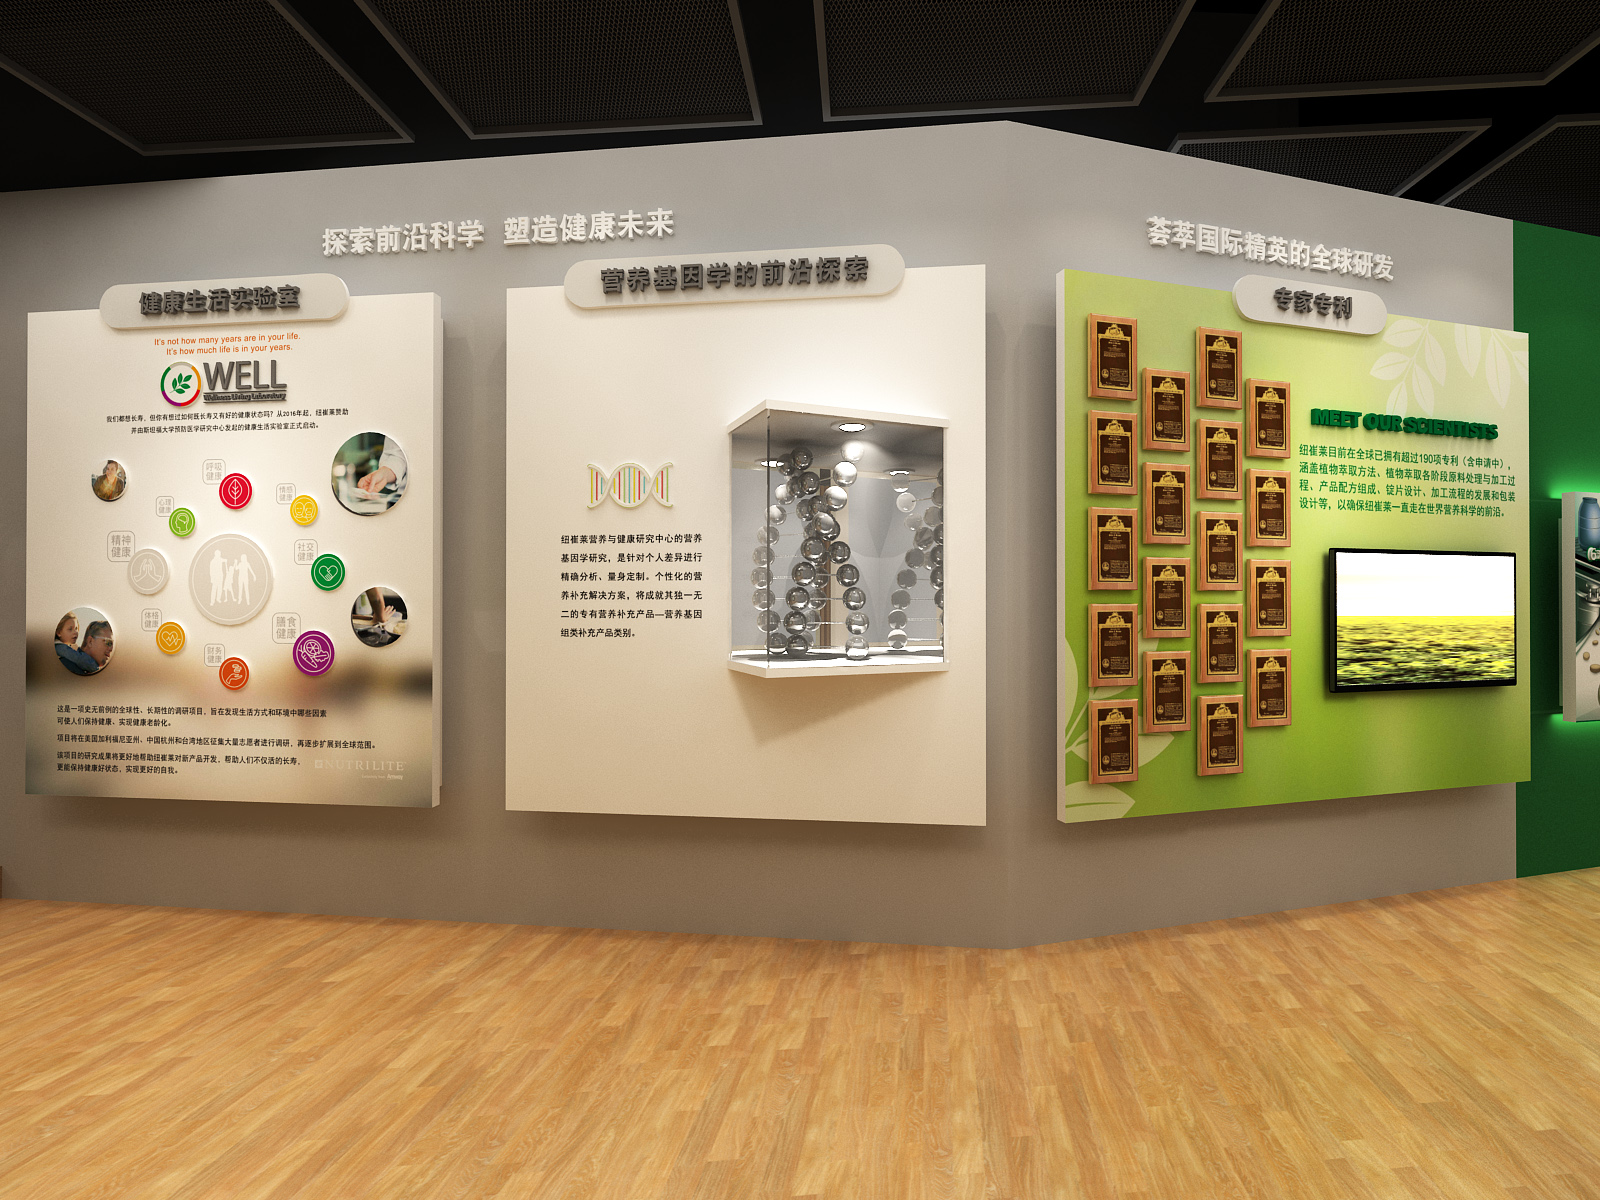 探索前沿科学 塑造健康未来
荟萃国际精英的全球研发
健康生活实验室
It's not how many years are in your life.
It's how much life is in your years.
WELL
Wellness Living Laboratory
我们都想长寿，但你有想过如何既长寿又有好的健康状态吗？从2016年起，纽崔莱赞助
并由斯坦福大学预防医学研究中心发起的健康生活实验室正式启动。
呼吸
健康
情感
健康
心理
健康
精神
健康
社交
健康
体格
健康
膳食
健康
财务
健康
这是一项史无前例的全球性、长期性的调研项目，旨在发现生活方式和环境中哪些因素
可使人们保持健康、实现健康老龄化。
项目将在美国加利福尼亚州、中国杭州和台湾地区征集大量志愿者进行调研，再逐步扩展到全球范围。
该项目的研究成果将更好地帮助纽崔莱对新产品开发，帮助人们不仅活的长寿，
更能保持健康好状态，实现更好的自我。
NUTRILITE
营养基因学的前沿探索
纽崔莱营养与健康研究中心的营养
基因学研究，是针对个人差异进行
精确分析、量身定制。个性化的营
养补充解决方案，将成就其独一无
二的专有营养补充产品—营养基因
组类补充产品类别。
专家专利
MEET OUR SCIENTISTS
纽崔莱目前在全球已拥有超过190项专利（含申请中），
涵盖植物萃取方法、植物萃取各阶段原料处理与加工过
程、产品配方组成、锭片设计、加工流程的发展和包装
设计等，以确保纽崔莱一直走在世界营养科学的前沿。